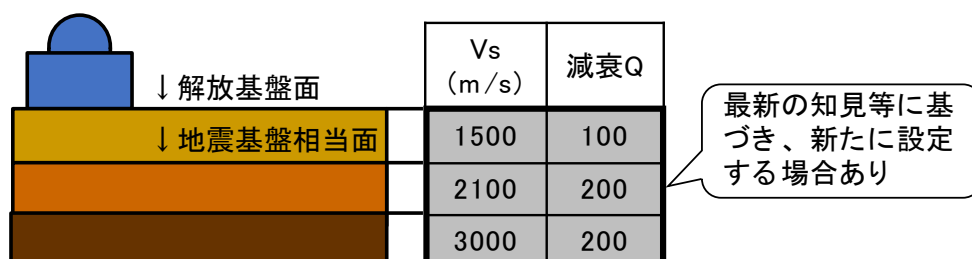 Vs
(m/s)
減衰Q
↓解放基盤面
↓地震基盤相当面
1500
100
2100
200
3000
200
最新の知見等に基
づき、新たに設定
する場合あり